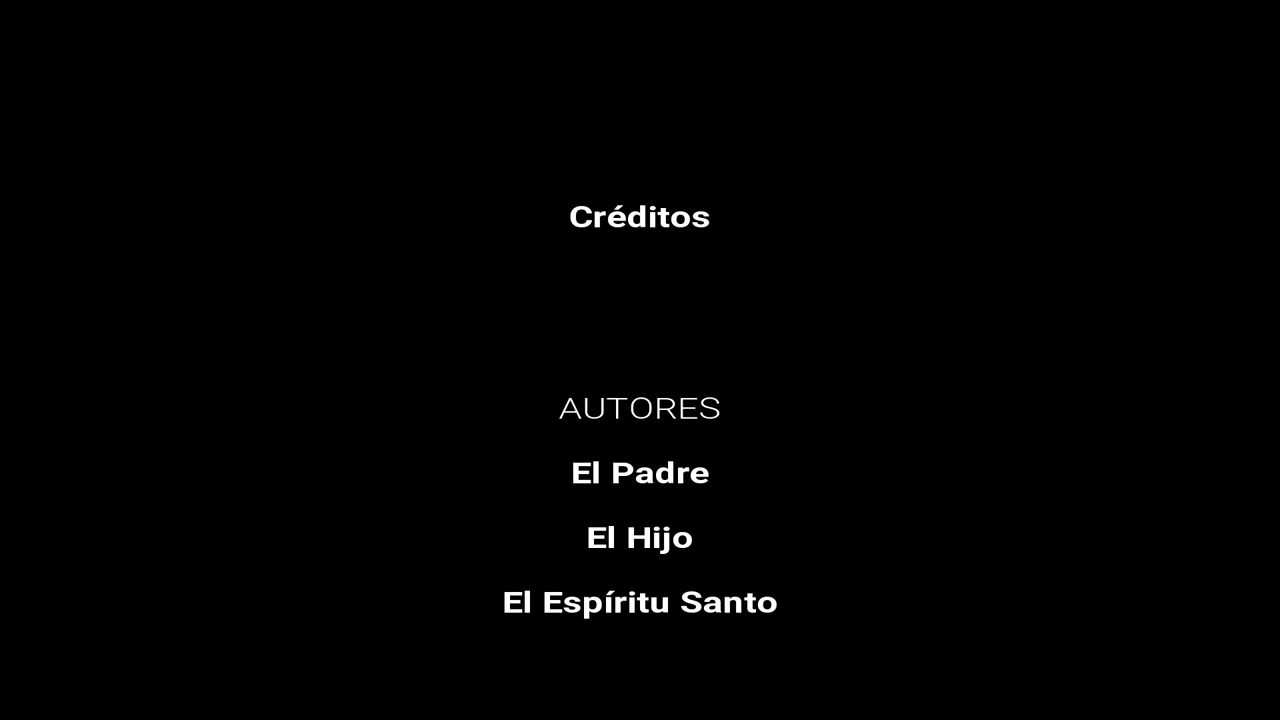 Créditos
AUTORES
El Padre
El Hijo
El Espíritu Santo